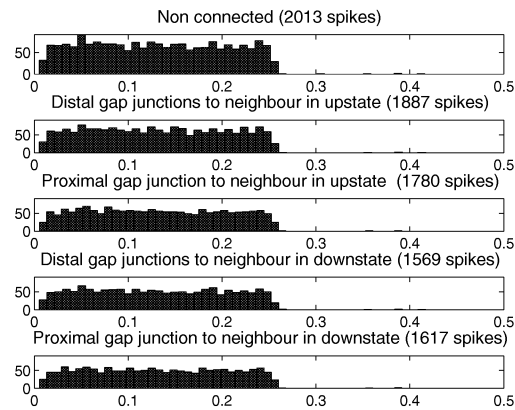 Non connected (2013 spikes)
50
0
0 0.1 0.2 0.3 0.4 0.5
Distal gap junctions to neighbour in upstate (1887 spikes)
50
0
0 0.1 0.2 0.3 0.4 0.5
Proximal gap junction to neighbour in upstate (1780 spikes)
50
0
0 0.1 0.2 0.3 0.4 0.5
Distal gap junctions to neighbour in downstate (1569 spikes)
50
0
0 0.1 0.2 0.3 0.4 0.5
Proximal gap junction to neighbour in downstate (1617 spikes)
50
0
0 0.1 0.2 0.3 0.4 0.5